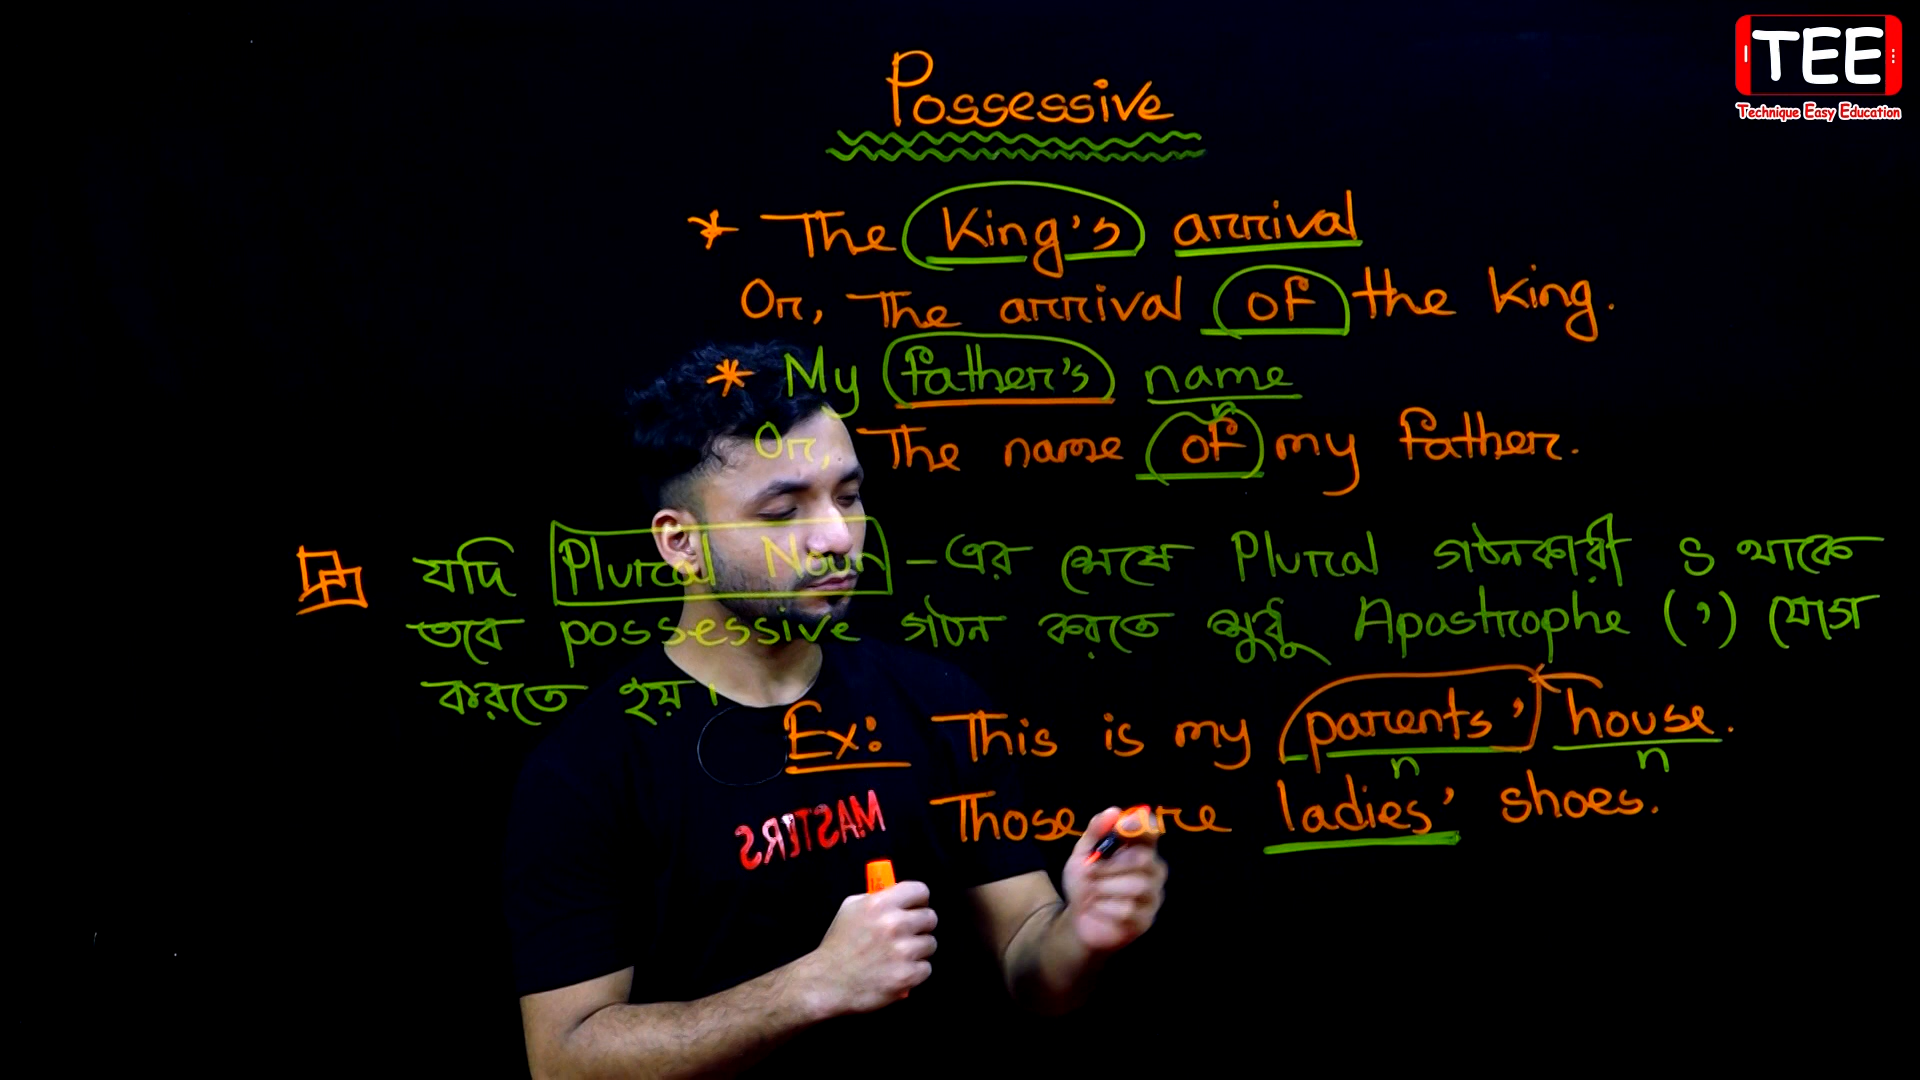 TEE
Technique Easy Education
Possessive
* The King's arrival
Or, The arrival of the king.
* My father's name
n
Or, The name of my father.
যদি Plural Noun - এর শেষে Plural গঠনকারী s থাকে
তবে possessive গঠন করতে শুধু Apostrophe (’) যোগ
করতে হয়।
Ex: This is my parents' house.
n n
Those are ladies' shoes.
MASTERS